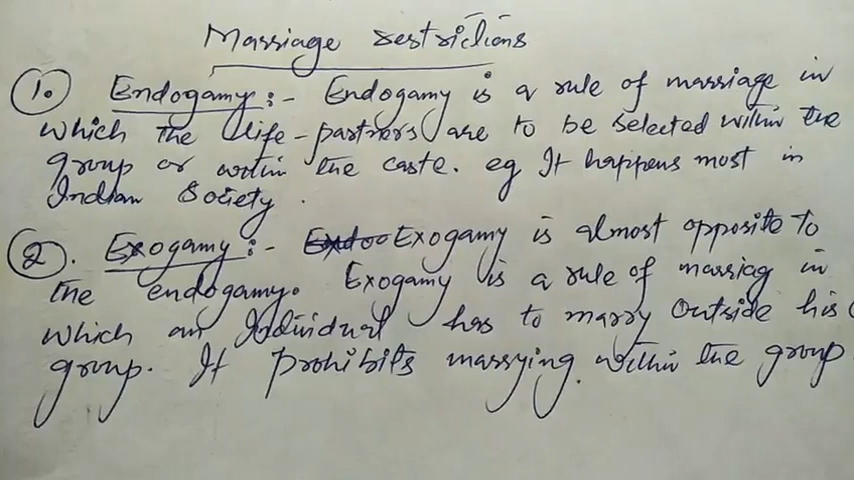 Marriage restrictions
1. Endogamy :- Endogamy is a rule of marriage in
which the life-partners are to be selected within the
group or within the caste. eg It happens most in
Indian Society.
2. Exogamy :- Exogamy is almost opposite to
the endogamy. Exogamy is a rule of marriag in
which an Individual has to marry outside his
group. It prohibits marrying within the group